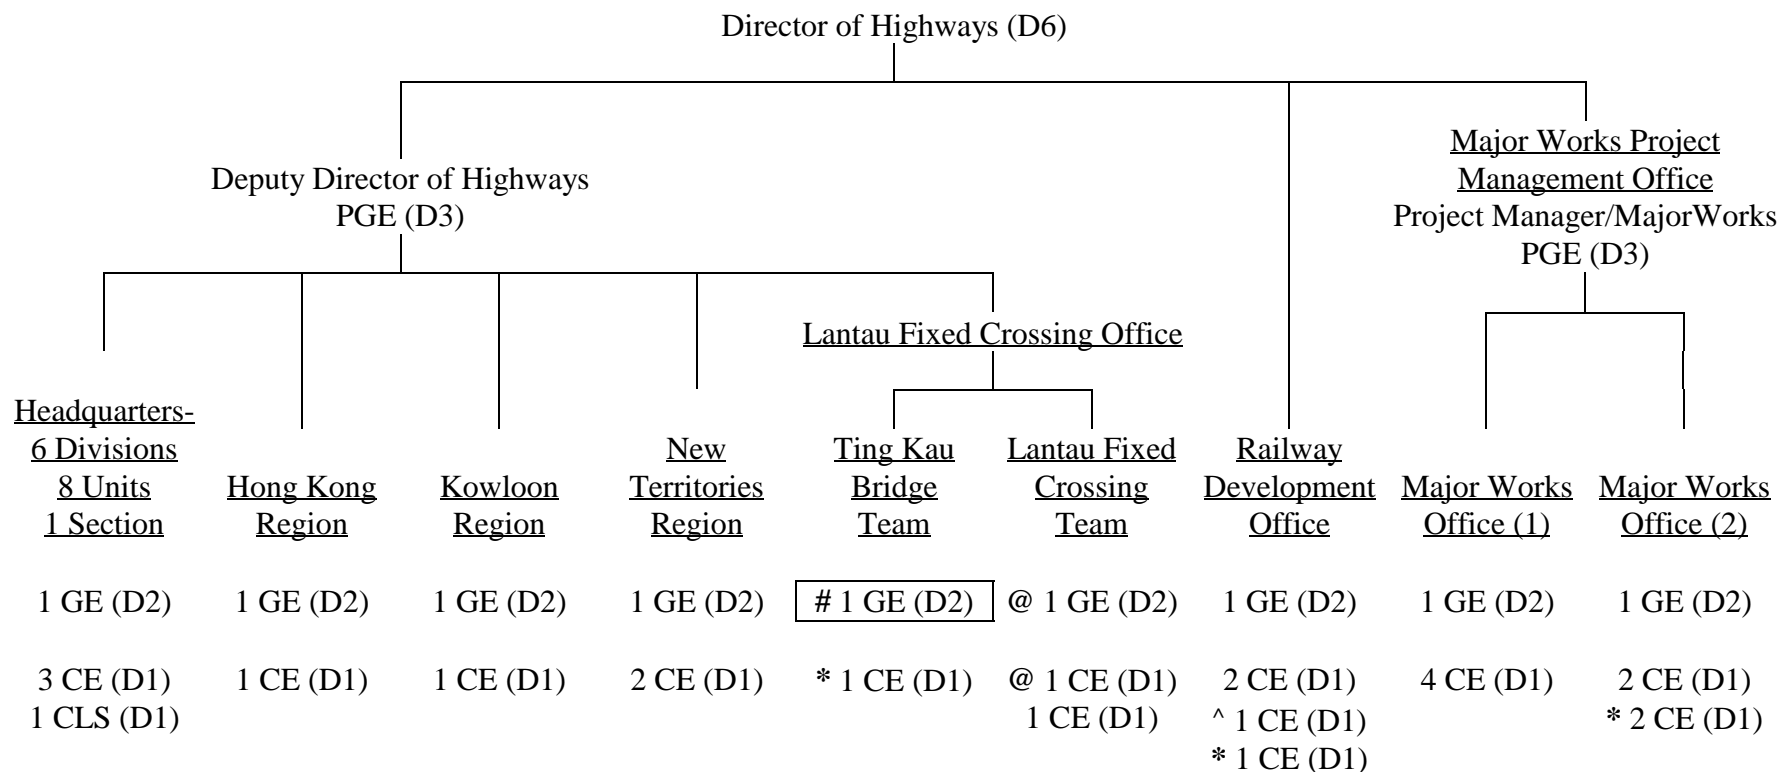 Director of Highways (D6)
Deputy Director of Highways
PGE (D3)
Major Works Project
Management Office
Project Manager/MajorWorks
PGE (D3)
Lantau Fixed Crossing Office
Headquarters-
6 Divisions
8 Units
1 Section
1 GE (D2)
3 CE (D1)
1 CLS (D1)
Hong Kong
Region
1 GE (D2)
1 CE (D1)
Kowloon
Region
1 GE (D2)
1 CE (D1)
New
Territories
Region
1 GE (D2)
2 CE (D1)
Ting Kau
Bridge
Team
# 1 GE (D2)
* 1 CE (D1)
Lantau Fixed
Crossing
Team
@ 1 GE (D2)
@ 1 CE (D1)
1 CE (D1)
Railway
Development
Office
1 GE (D2)
2 CE (D1)
^ 1 CE (D1)
* 1 CE (D1)
Major Works
Office (1)
1 GE (D2)
4 CE (D1)
Major Works
Office (2)
1 GE (D2)
2 CE (D1)
* 2 CE (D1)